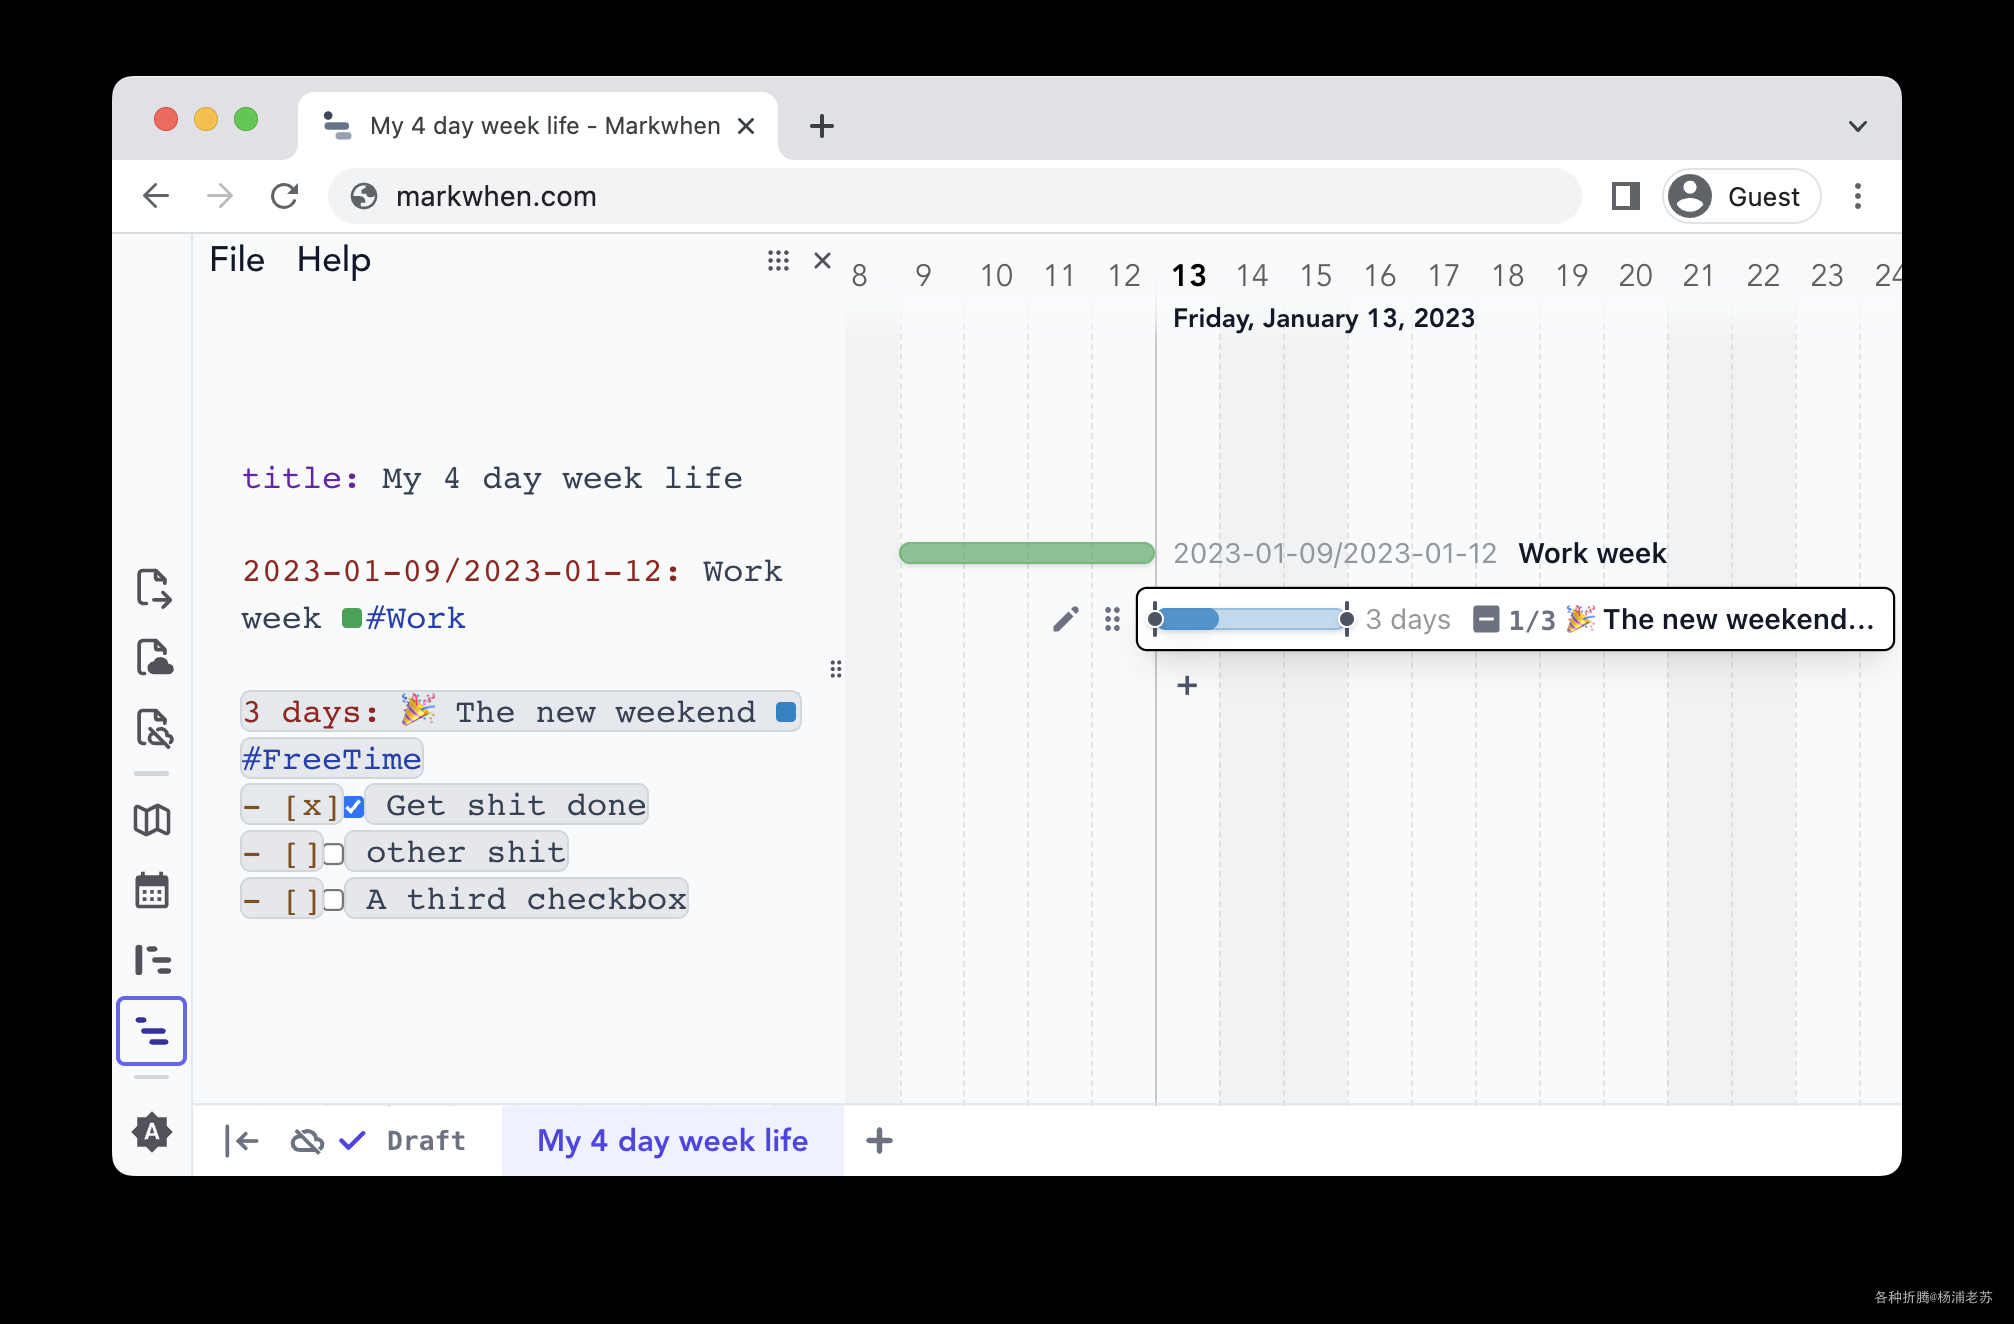 My 4 day week life - Markwhen
markwhen.com
Guest
File Help
8 9 10 11 12 13 14 15 16 17 18 19 20 21 22 23 24
Friday, January 13, 2023
title: My 4 day week life
2023-01-09/2023-01-12: Work
week #Work
3 days: 🎉 The new weekend
#FreeTime
- [x] Get shit done
- [] other shit
- [] A third checkbox
2023-01-09/2023-01-12 Work week
3 days 1/3 🎉 The new weekend...
A
Draft
My 4 day week life
各种折腾@杨浦老苏